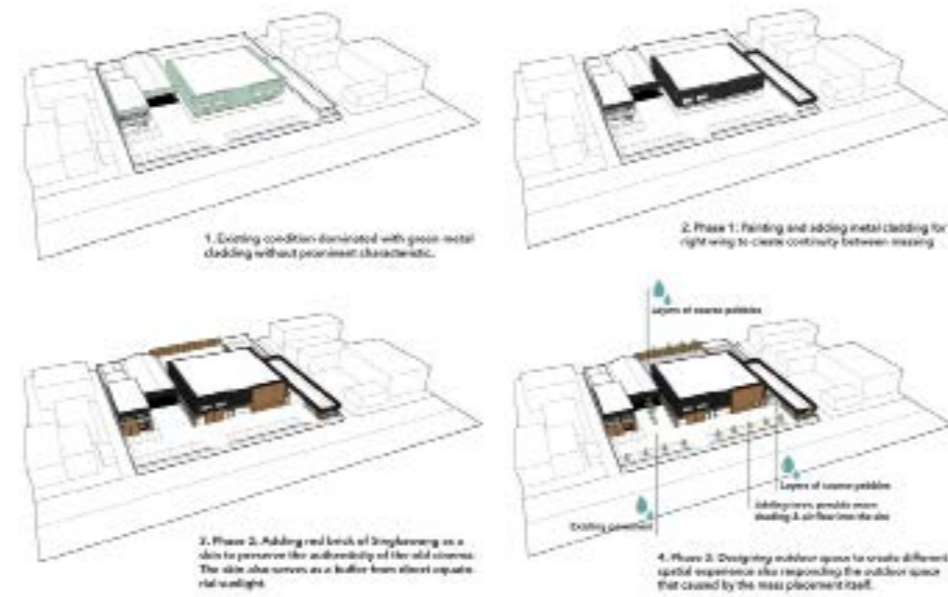 1. Existing condition dominated with green metal
cladding without prominent characteristic.
2. Phase 1: Painting and adding metal cladding for
right wing to create continuity between massing
Layers of coarse pebbles
3. Phase 2. Adding red brick of Singkawang as a
skin to preserve the authenticity of the old cinema.
The skin also serves as a buffer from direct equato-
rial sunlight.
Layers of coarse pebbles
Adding trees, provide more
shading & air flow into the site
Existing pavement
4. Phase 3. Designing outdoor space to create different
spatial experience also responding the outdoor space
that caused by the mass placement itself.